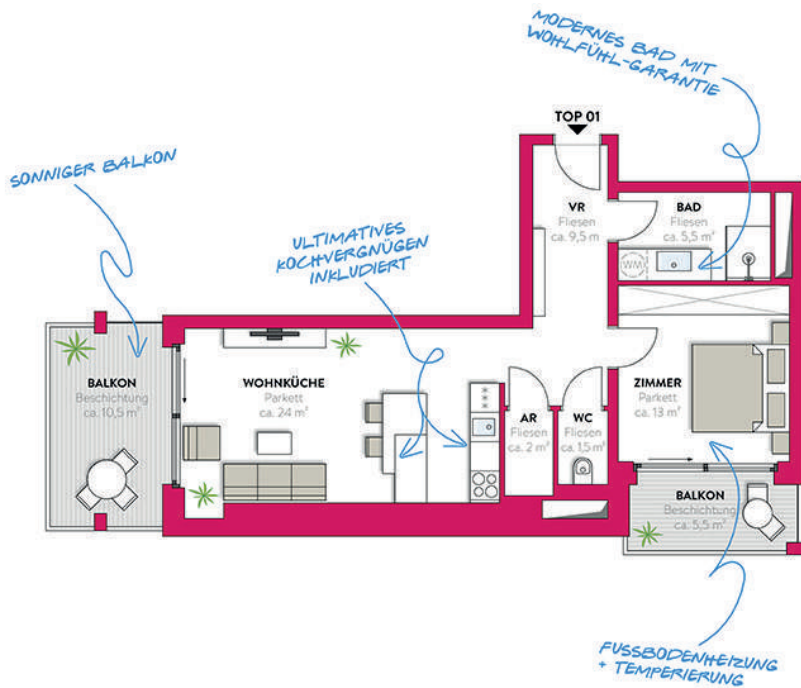 MODERNES BAD MIT
WOHLFÜHL-GARANTIE
TOP 01
SONNIGER BALKON
ULTIMATIVES
KOCHVERGNÜGEN
INKLUDIERT
VR
Fliesen
ca. 9,5 m
BAD
Fliesen
ca. 5,5 m²
WM
BALKON
Beschichtung
ca. 10,5 m²
WOHNKÜCHE
Parkett
ca. 24 m²
ZIMMER
Parkett
ca. 13 m²
AR
Fliesen
ca. 2 m²
WC
Fliesen
ca. 1,5 m²
BALKON
Beschichtung
ca. 5,5 m²
FUSSBODENHEIZUNG
+ TEMPERIERUNG